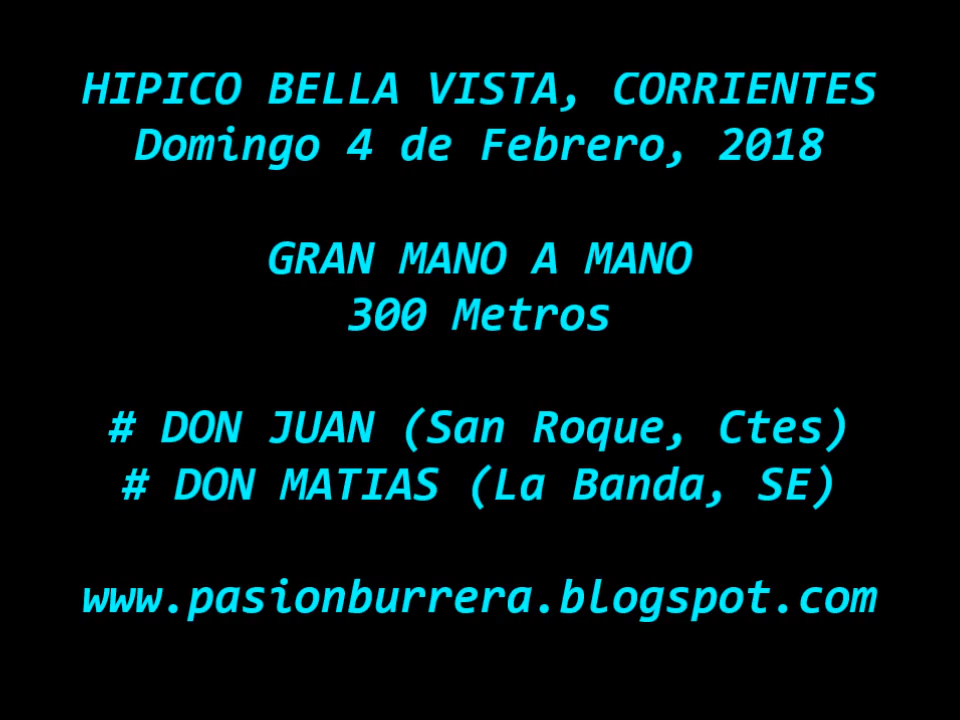 HIPICO BELLA VISTA, CORRIENTES
Domingo 4 de Febrero, 2018
GRAN MANO A MANO
300 Metros
# DON JUAN (San Roque, Ctes)
# DON MATIAS (La Banda, SE)
www.pasionburrera.blogspot.com